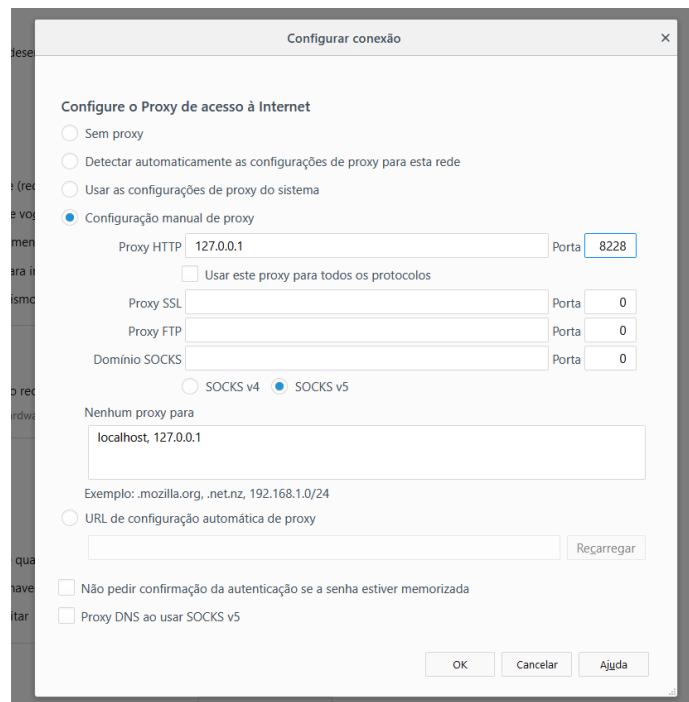 Configurar conexão
Configure o Proxy de acesso à Internet
Sem proxy
Detectar automaticamente as configurações de proxy para esta rede
Usar as configurações de proxy do sistema
Configuração manual de proxy
Proxy HTTP 127.0.0.1 Porta 8228
Usar este proxy para todos os protocolos
Proxy SSL Porta 0
Proxy FTP Porta 0
Domínio SOCKS Porta 0
SOCKS v4 SOCKS v5
Nenhum proxy para
localhost, 127.0.0.1
Exemplo: .mozilla.org, .net.nz, 192.168.1.0/24
URL de configuração automática de proxy
Recarregar
Não pedir confirmação da autenticação se a senha estiver memorizada
Proxy DNS ao usar SOCKS v5
OK Cancelar Ajuda